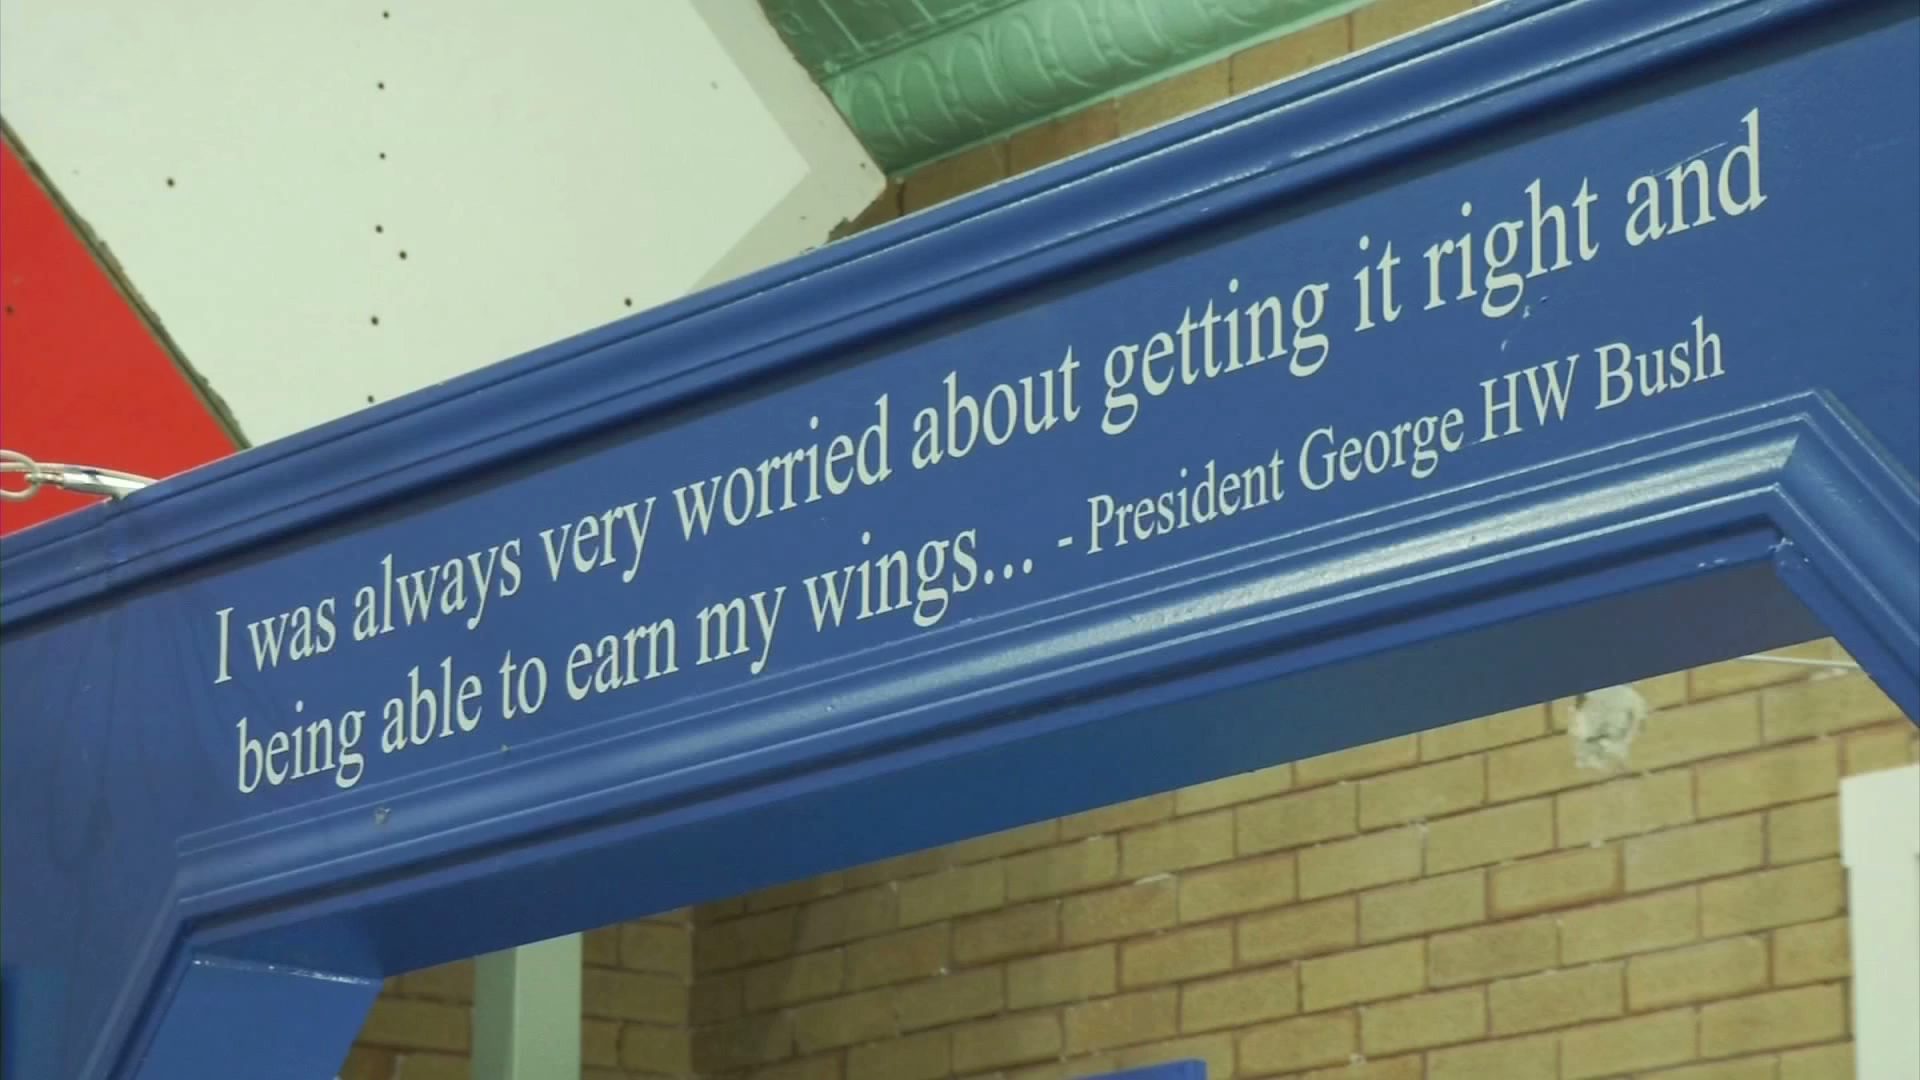 I was always very worried about getting it right and
being able to earn my wings... - President George HW Bush